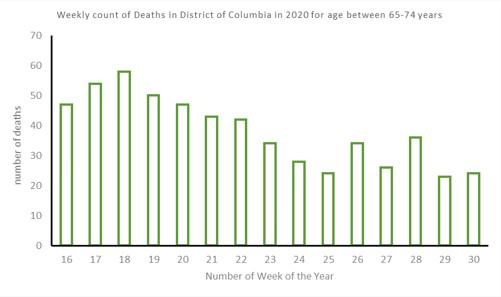 Weekly count of Deaths in District of Columbia in 2020 for age between 65-74 years
70
60
50
40
30
20
10
0
number of deaths
16 17 18 19 20 21 22 23 24 25 26 27 28 29 30
Number of Week of the Year